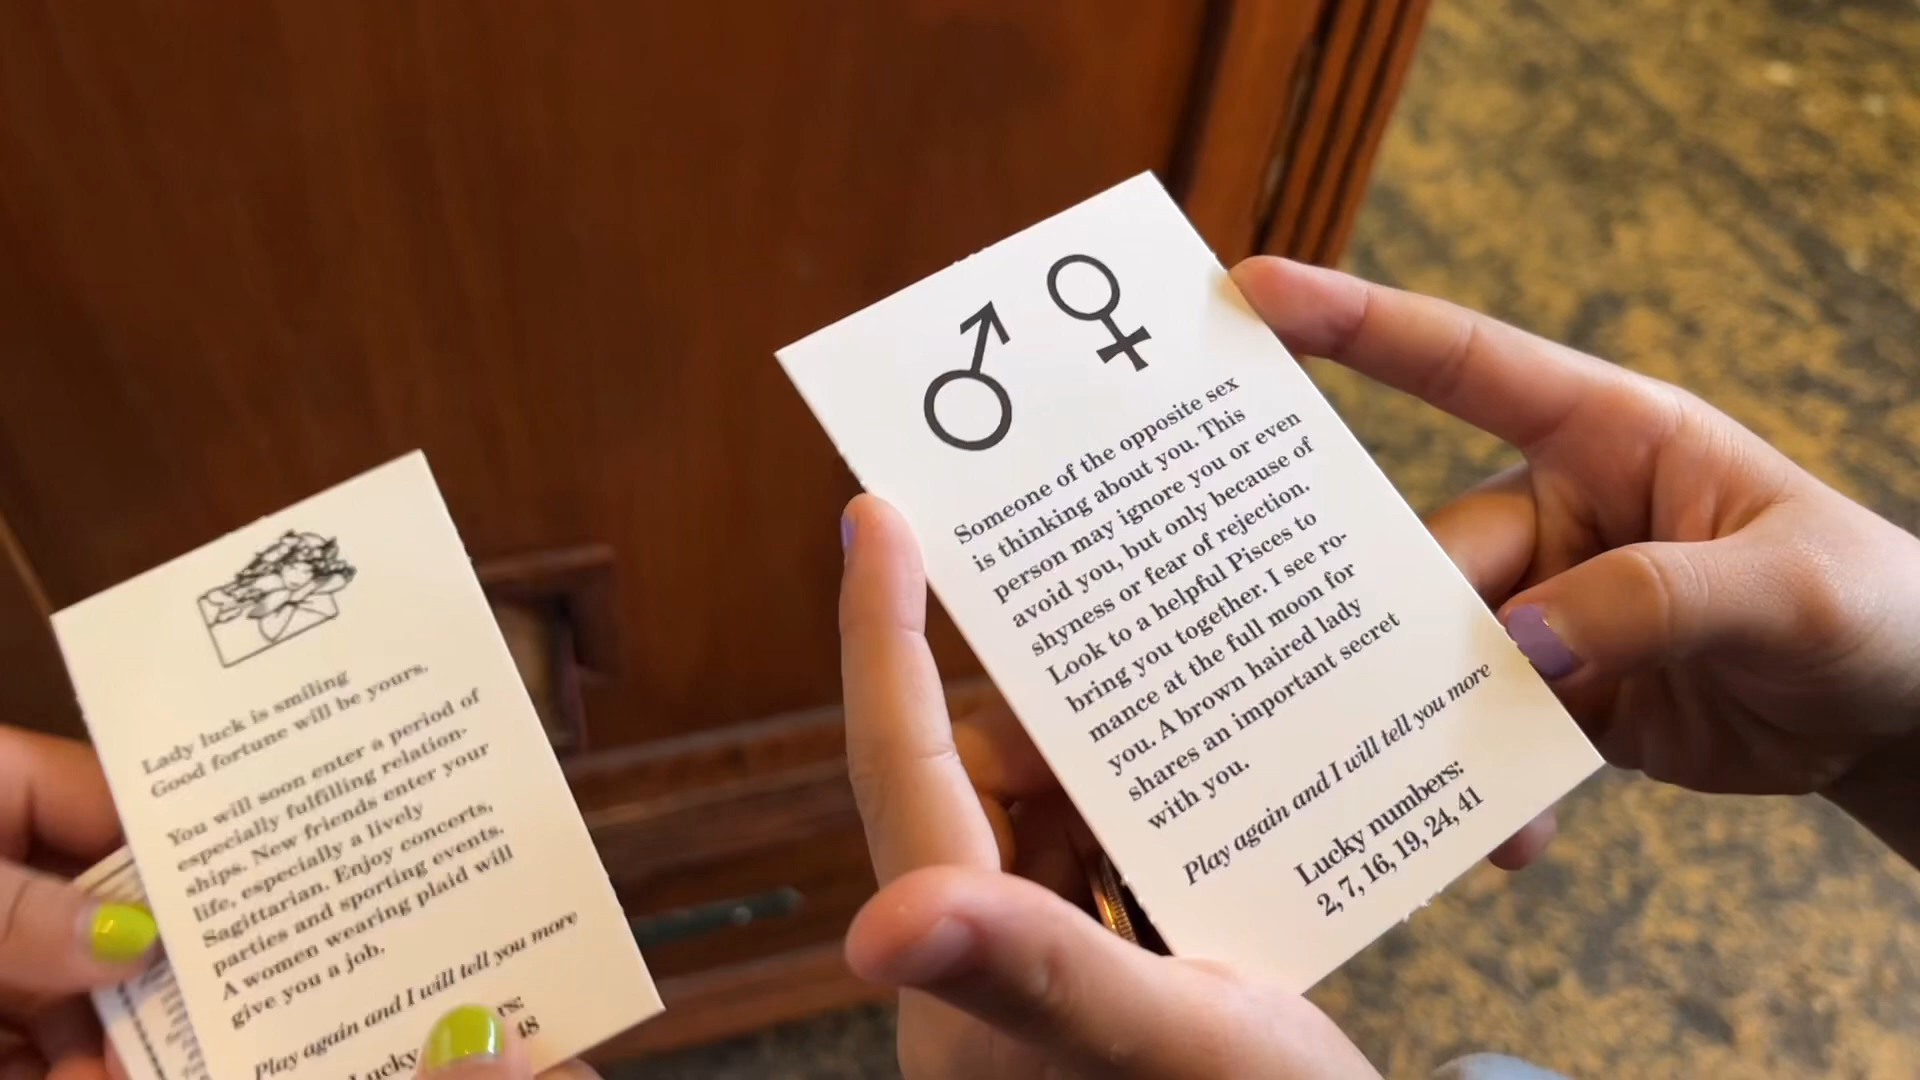 Lady luck is smiling
Good fortune will be yours.
You will soon enter a period of
especially fulfilling relation-
ships. New friends enter your
life, especially a lively
Sagittarian. Enjoy concerts,
parties and sporting events.
A women wearing plaid will
give you a job.
Play again and I will tell you more
Lucky
48
Someone of the opposite sex
is thinking about you. This
person may ignore you or even
avoid you, but only because of
shyness or fear of rejection.
Look to a helpful Pisces to
bring you together. I see ro-
mance at the full moon for
you. A brown haired lady
shares an important secret
with you.
Play again and I will tell you more
Lucky numbers:
2, 7, 16, 19, 24, 41